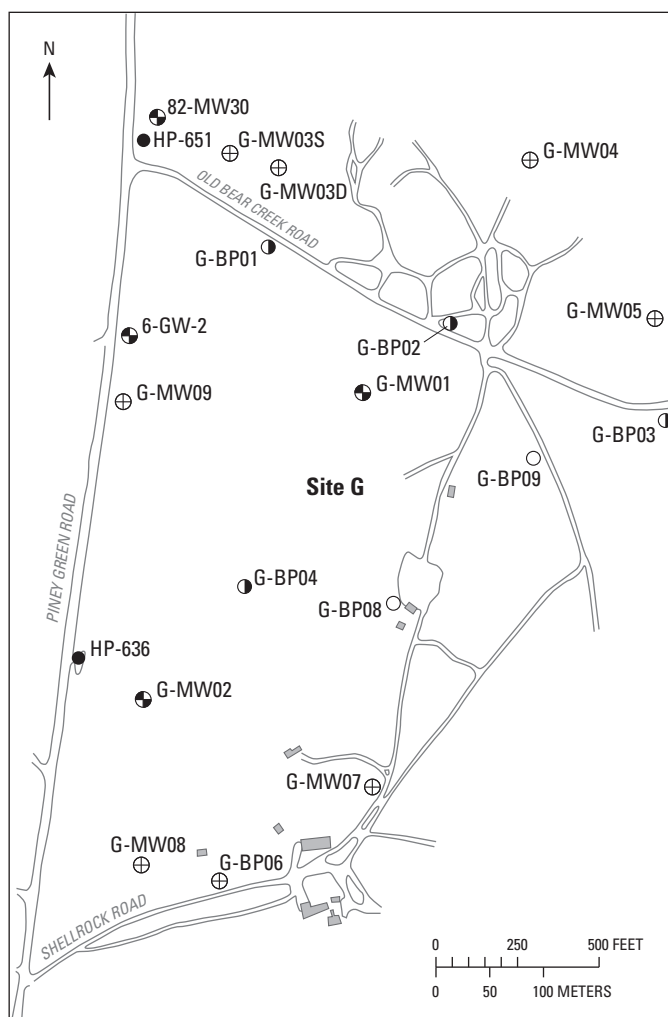 N
82-MW30
HP-651
G-MW03S
G-MW03D
G-MW04
OLD BEAR CREEK ROAD
G-BP01
G-MW05
6-GW-2
G-BP02
G-MW01
G-MW09
G-BP03
G-BP09
Site G
PINEY GREEN ROAD
G-BP04
G-BP08
HP-636
G-MW02
G-MW07
G-MW08
G-BP06
SHELLROCK ROAD
0 250 500 FEET
0 50 100 METERS